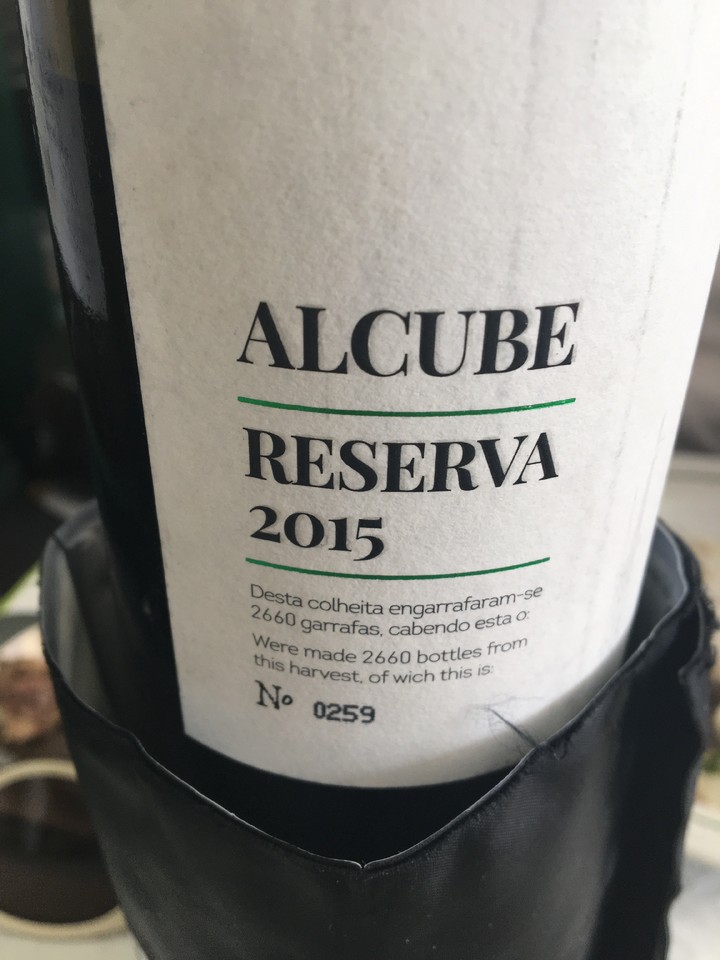 ALCUBE
RESERVA
2015
Desta colheita engarrafaram-se
2660 garrafas, cabendo esta o:
Were made 2660 bottles from
this harvest, of wich this is:
No 0259